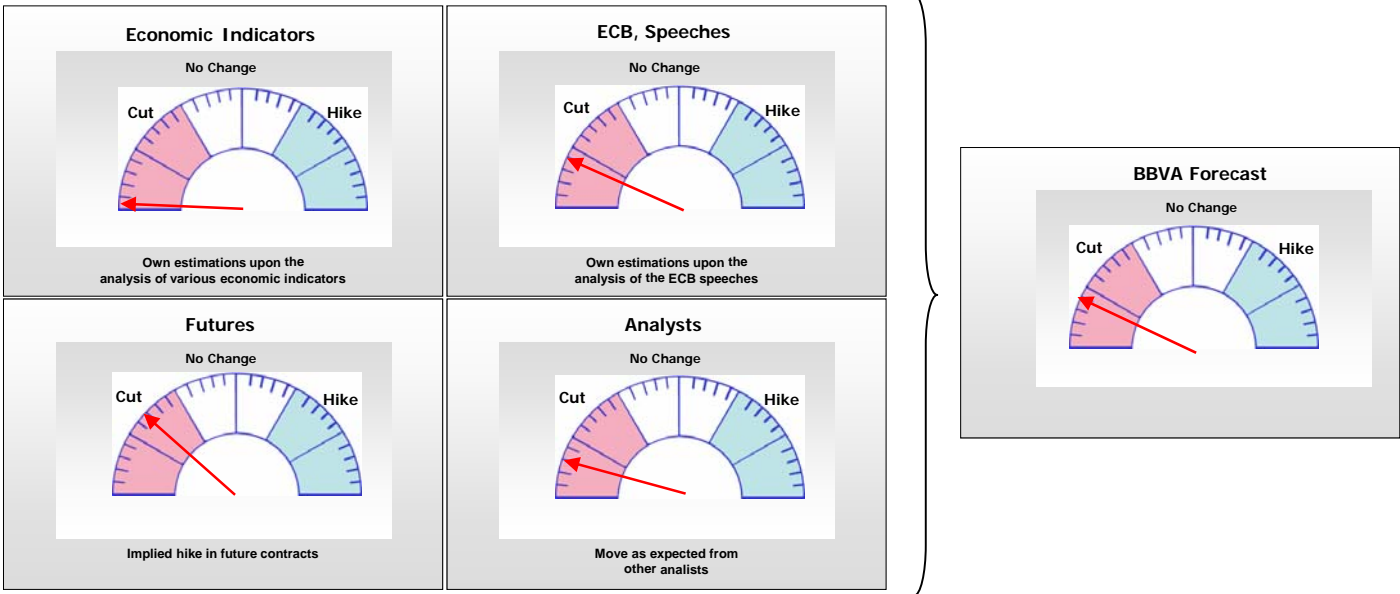 Economic Indicators
No Change
Cut
Hike
Own estimations upon the
analysis of various economic indicators
ECB, Speeches
No Change
Cut
Hike
Own estimations upon the
analysis of the ECB speeches
Futures
No Change
Cut
Hike
Implied hike in future contracts
Analysts
No Change
Cut
Hike
Move as expected from
other analists
BBVA Forecast
No Change
Cut
Hike